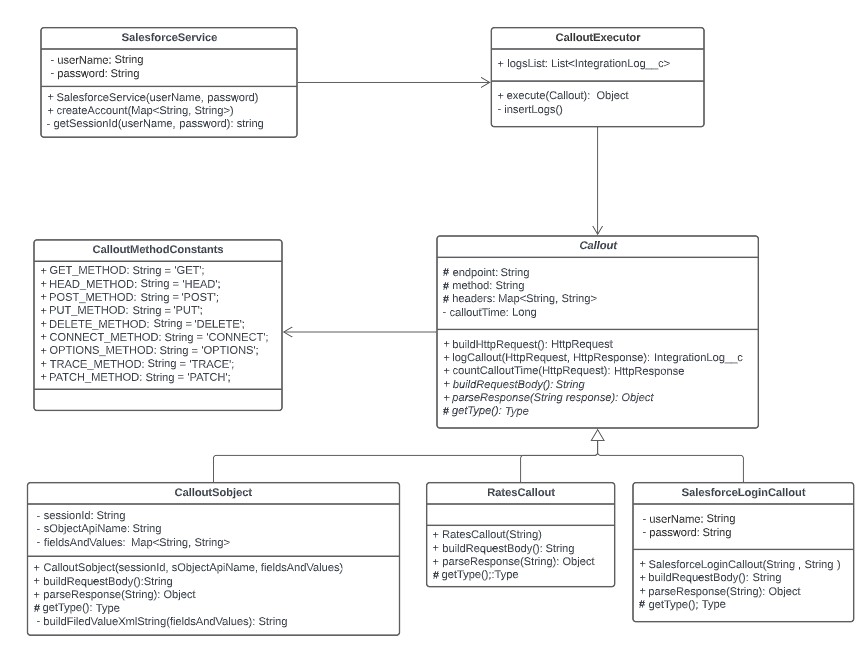 SalesforceService
- userName: String
- password: String
+ SalesforceService(userName, password)
+ createAccount(Map<String, String>)
- getSessionId(userName, password): string
CalloutExecutor
+ logsList: List<IntegrationLog__c>
+ execute(Callout): Object
- insertLogs()
CalloutMethodConstants
+ GET_METHOD: String = 'GET';
+ HEAD_METHOD: String = 'HEAD';
+ POST_METHOD: String = 'POST';
+ PUT_METHOD: String = 'PUT';
+ DELETE_METHOD: String = 'DELETE';
+ CONNECT_METHOD: String = 'CONNECT';
+ OPTIONS_METHOD: String = 'OPTIONS';
+ TRACE_METHOD: String = 'TRACE';
+ PATCH_METHOD: String = 'PATCH';
Callout
# endpoint: String
# method: String
# headers: Map<String, String>
- calloutTime: Long
+ buildHttpRequest(): HttpRequest
+ logCallout(HttpRequest, HttpResponse): IntegrationLog__c
+ countCalloutTime(HttpRequest): HttpResponse
+ buildRequestBody(): String
+ parseResponse(String response): Object
# getType(): Type
CalloutSobject
- sessionId: String
- sObjectApiName: String
- fieldsAndValues: Map<String, String>
+ CalloutSobject(sessionId, sObjectApiName, fieldsAndValues)
+ buildRequestBody():String
+ parseResponse(String): Object
# getType(): Type
- buildFiledValueXmlString(fieldsAndValues): String
RatesCallout
+ RatesCallout(String)
+ buildRequestBody(): String
+ parseResponse(String): Object
# getType();:Type
SalesforceLoginCallout
- userName: String
- password: String
+ SalesforceLoginCallout(String , String )
+ buildRequestBody(): String
+ parseResponse(String): Object
# getType(); Type